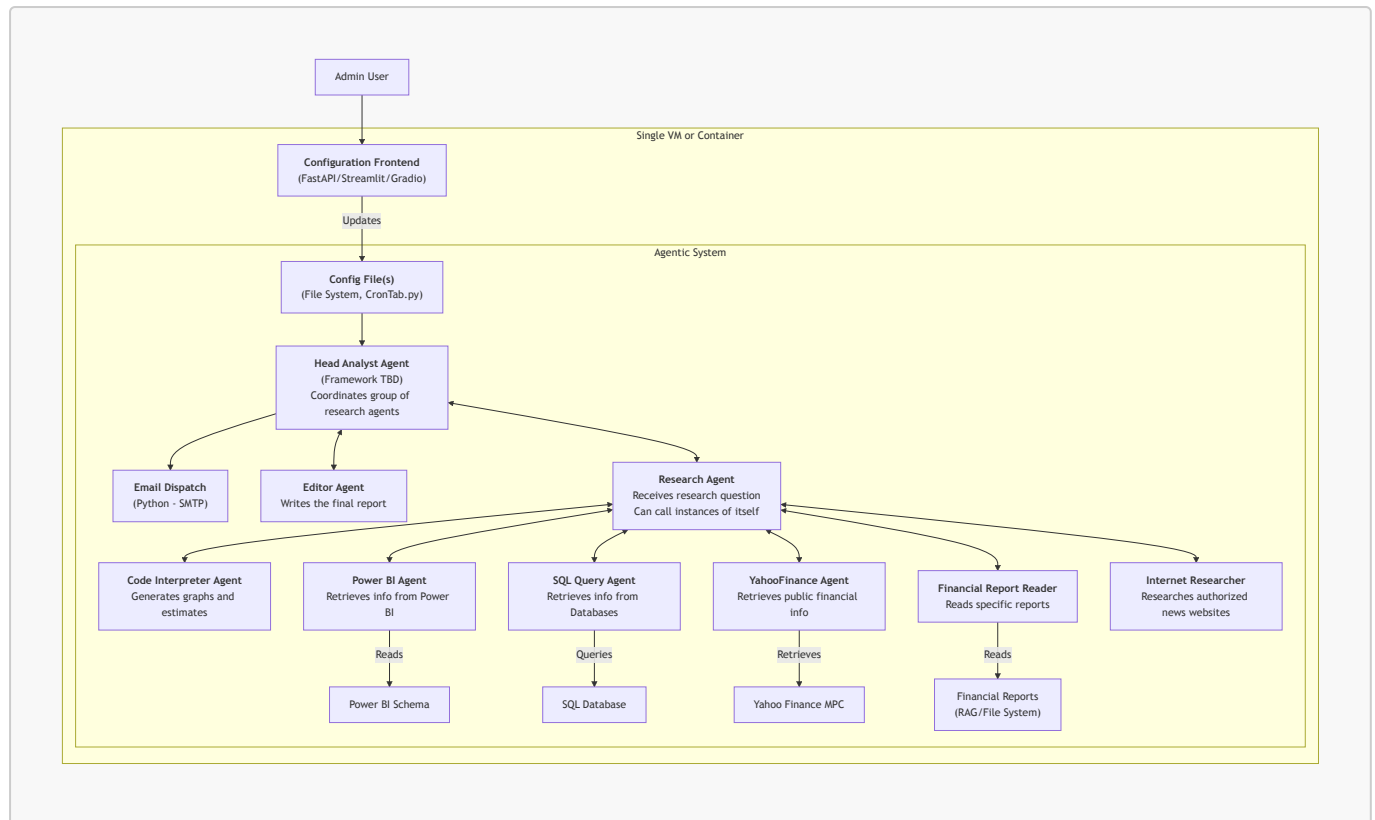 Admin User
Single VM or Container
Configuration Frontend
(FastAPI/Streamlit/Gradio)
Updates
Agentic System
Config File(s)
(File System, CronTab.py)
Head Analyst Agent
(Framework TBD)
Coordinates group of
research agents
Email Dispatch
(Python - SMTP)
Editor Agent
Writes the final report
Research Agent
Receives research question
Can call instances of itself
Code Interpreter Agent
Generates graphs and
estimates
Power BI Agent
Retrieves info from Power
BI
SQL Query Agent
Retrieves info from
Databases
YahooFinance Agent
Retrieves public financial
info
Financial Report Reader
Reads specific reports
Internet Researcher
Researches authorized
news websites
Reads
Queries
Retrieves
Reads
Power BI Schema
SQL Database
Yahoo Finance MPC
Financial Reports
(RAG/File System)